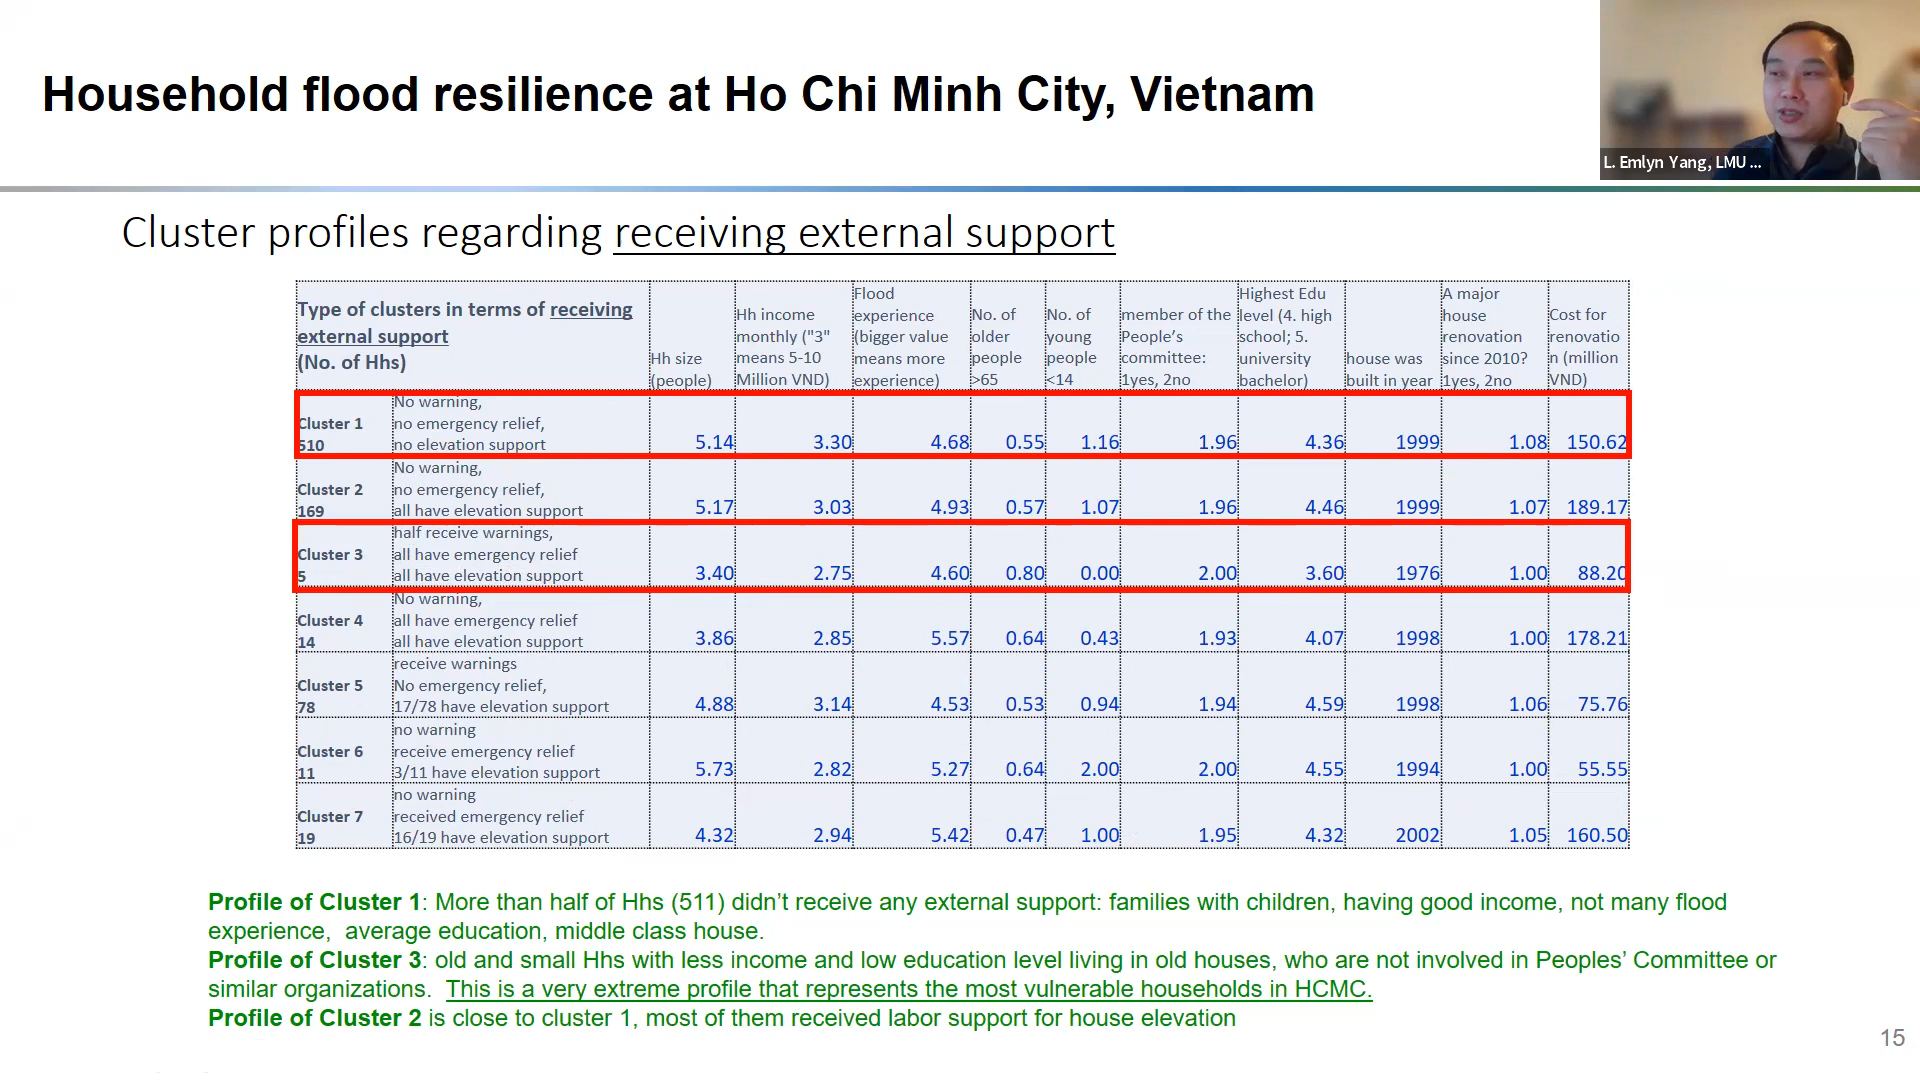 Household flood resilience at Ho Chi Minh City, Vietnam
L. Emlyn Yang, LMU ...
Cluster profiles regarding receiving external support
Type of clusters in terms of receiving
external support
(No. of Hhs)
Hh size
(people)
Hh income
monthly ("3"
means 5-10
Million VND)
Flood
experience
(bigger value
means more
experience)
No. of
older
people
>65
No. of
young
people
<14
member of the
People's
committee:
1yes, 2no
Highest Edu
level (4. high
school; 5.
university
bachelor)
house was
built in year
A major
house
renovation
since 2010?
1yes, 2no
Cost for
renovatio
n (million
VND)
Cluster 1
510
No warning,
no emergency relief,
no elevation support
5.14 3.30 4.68 0.55 1.16 1.96 4.36 1999 1.08 150.62
Cluster 2
169
No warning,
no emergency relief,
all have elevation support
5.17 3.03 4.93 0.57 1.07 1.96 4.46 1999 1.07 189.17
Cluster 3
5
half receive warnings,
all have emergency relief
all have elevation support
3.40 2.75 4.60 0.80 0.00 2.00 3.60 1976 1.00 88.20
Cluster 4
14
No warning,
all have emergency relief
all have elevation support
3.86 2.85 5.57 0.64 0.43 1.93 4.07 1998 1.00 178.21
Cluster 5
78
receive warnings
No emergency relief,
17/78 have elevation support
4.88 3.14 4.53 0.53 0.94 1.94 4.59 1998 1.06 75.76
Cluster 6
11
no warning
receive emergency relief
3/11 have elevation support
5.73 2.82 5.27 0.64 2.00 2.00 4.55 1994 1.00 55.55
Cluster 7
19
no warning
received emergency relief
16/19 have elevation support
4.32 2.94 5.42 0.47 1.00 1.95 4.32 2002 1.05 160.50
Profile of Cluster 1: More than half of Hhs (511) didn't receive any external support: families with children, having good income, not many flood
experience, average education, middle class house.
Profile of Cluster 3: old and small Hhs with less income and low education level living in old houses, who are not involved in Peoples' Committee or
similar organizations. This is a very extreme profile that represents the most vulnerable households in HCMC.
Profile of Cluster 2 is close to cluster 1, most of them received labor support for house elevation
15